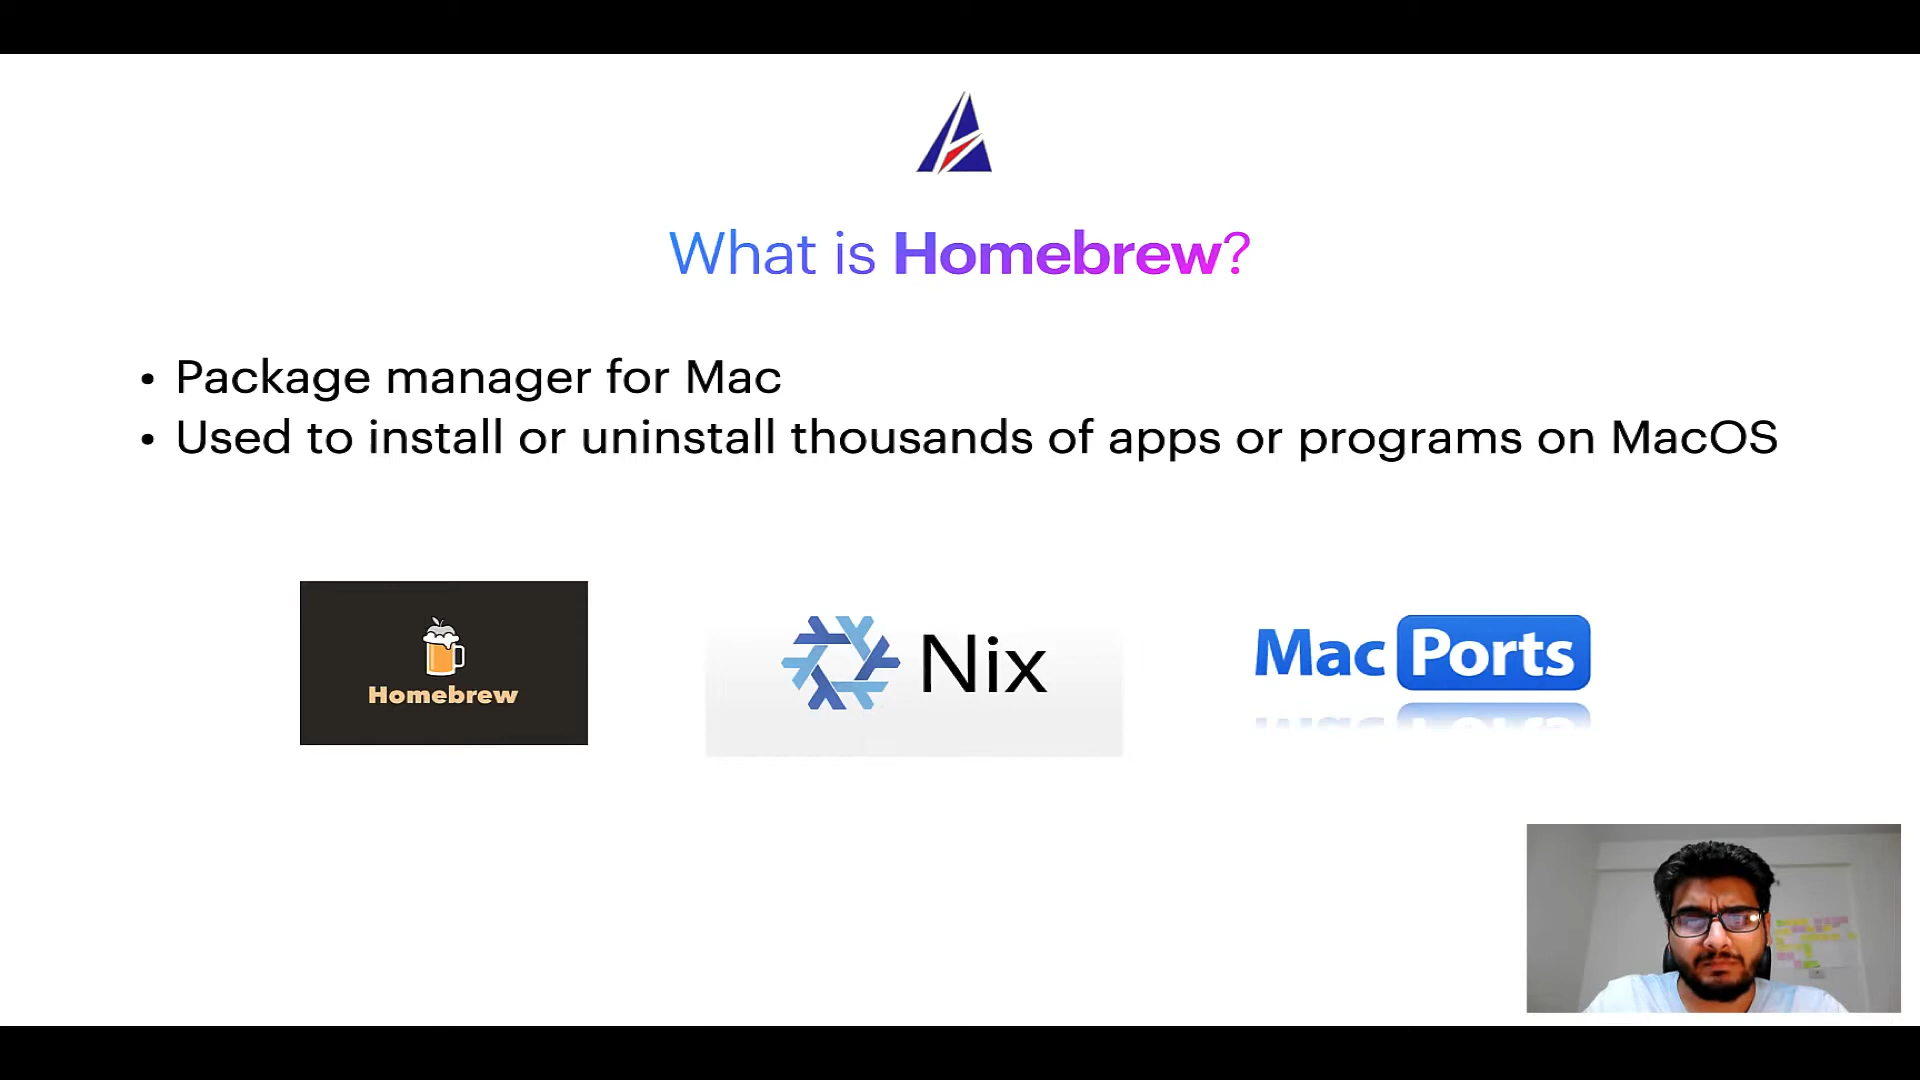 What is Homebrew?
• Package manager for Mac
• Used to install or uninstall thousands of apps or programs on MacOS
Homebrew
Nix
Mac Ports